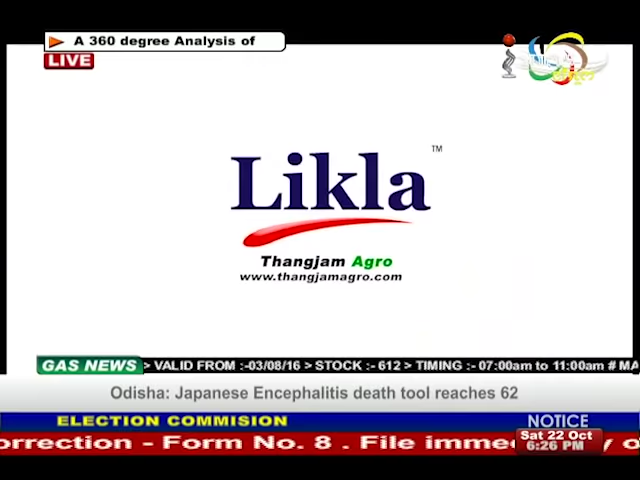 A 360 degree Analysis of
LIVE
Likla ™
Thangjam Agro
www.thangjamagro.com
GAS NEWS > VALID FROM :-03/08/16 > STOCK :- 612 > TIMING :- 07:00am to 11:00am # MA
Odisha: Japanese Encephalitis death tool reaches 62
ELECTION COMMISION NOTICE
orrection - Form No. 8 . File imme y o
Sat 22 Oct
6:26 PM